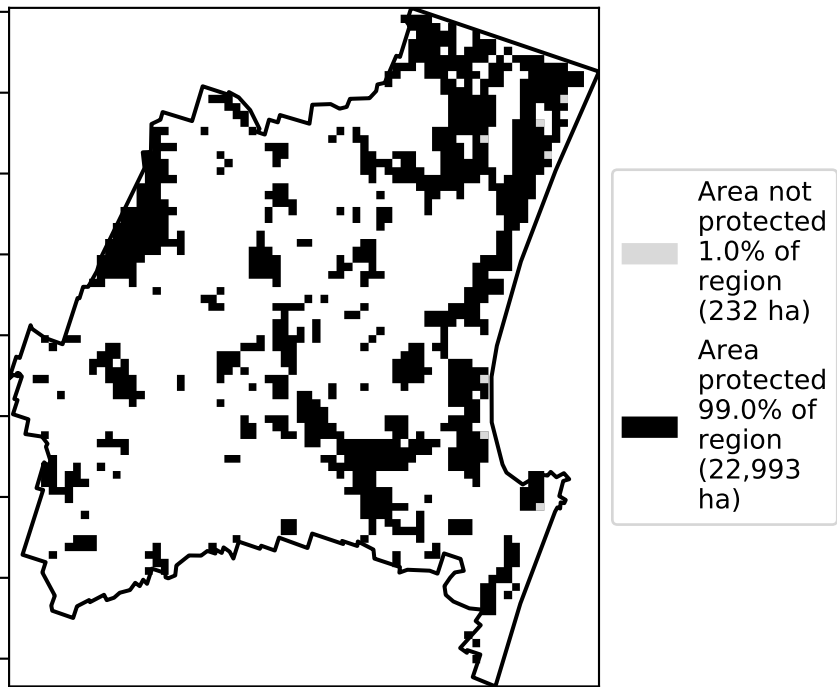 Area not
protected
1.0% of
region
(232 ha)
Area
protected
99.0% of
region
(22,993
ha)